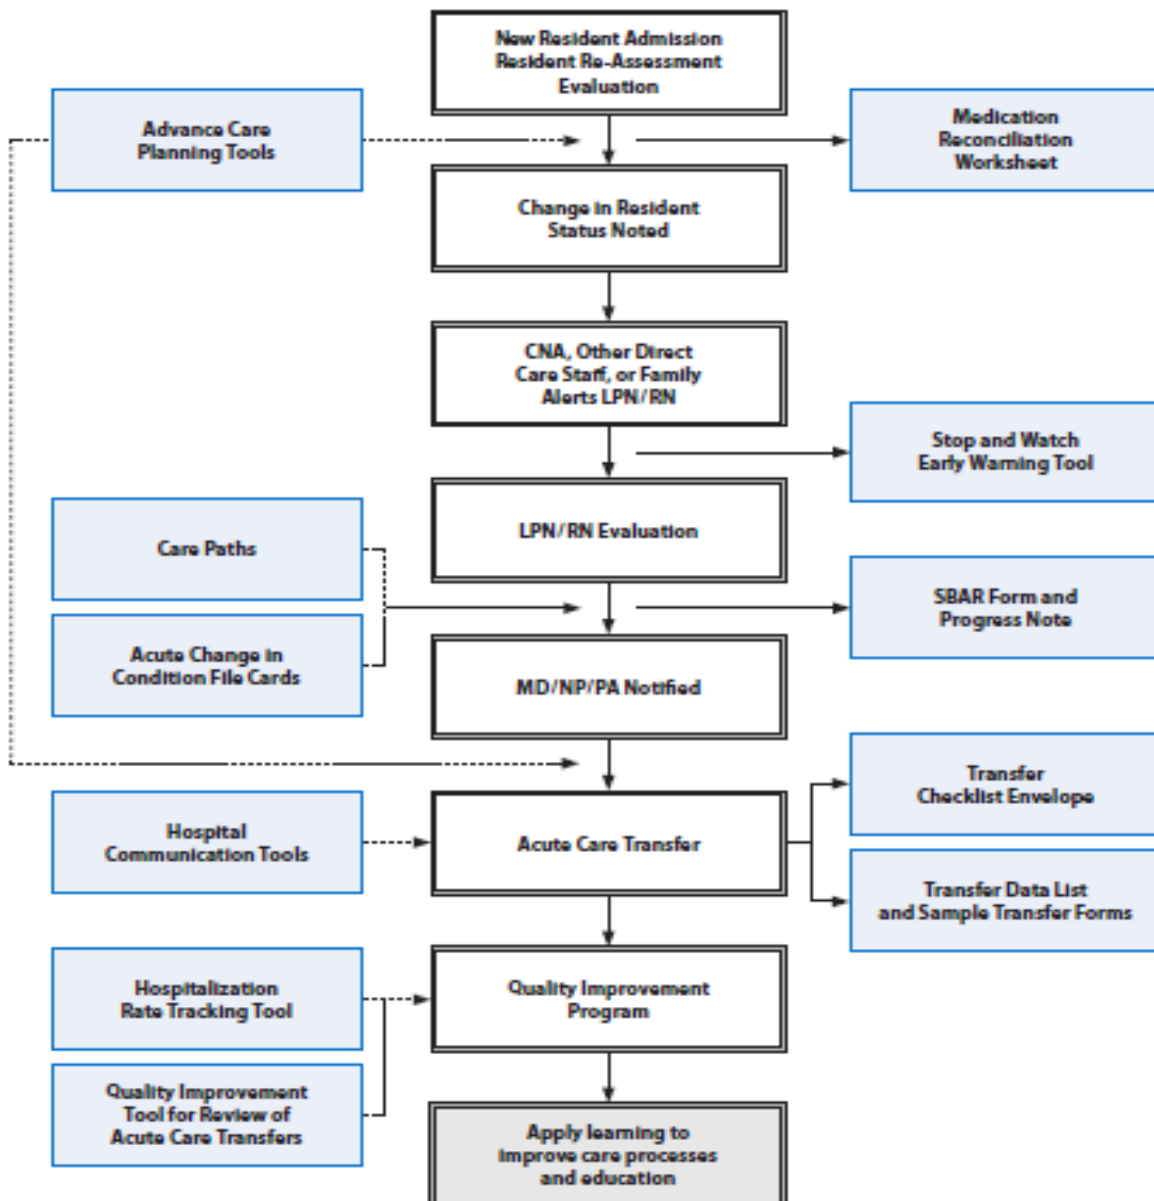 New Resident Admission
Resident Re-Assessment
Evaluation
Advance Care
Planning Tools
Medication
Reconciliation
Worksheet
Change in Resident
Status Noted
CNA, Other Direct
Care Staff, or Family
Alerts LPN/RN
Stop and Watch
Early Warning Tool
LPN/RN Evaluation
Care Paths
SBAR Form and
Progress Note
Acute Change in
Condition File Cards
MD/NP/PA Notified
Transfer
Checklist Envelope
Hospital
Communication Tools
Acute Care Transfer
Transfer Data List
and Sample Transfer Forms
Hospitalization
Rate Tracking Tool
Quality Improvement
Program
Quality Improvement
Tool for Review of
Acute Care Transfers
Apply learning to
improve care processes
and education